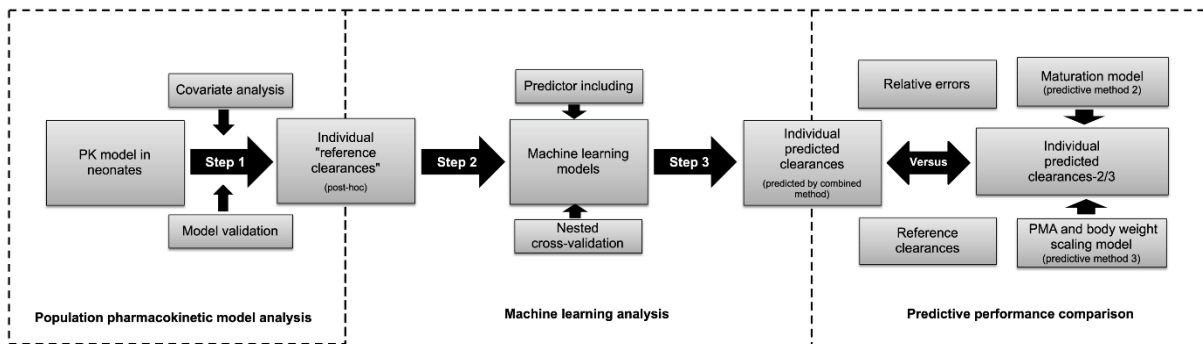 Covariate analysis
PK model in
neonates
Step 1
Model validation
Individual
"reference
clearances"
(post-hoc)
Population pharmacokinetic model analysis
Step 2
Predictor including
Machine learning
models
Nested
cross-validation
Step 3
Machine learning analysis
Individual
predicted
clearances
(predicted by combined
method)
Relative errors
Versus
Reference
clearances
Maturation model
(predictive method 2)
Individual
predicted
clearances-2/3
PMA and body weight
scaling model
(predictive method 3)
Predictive performance comparison